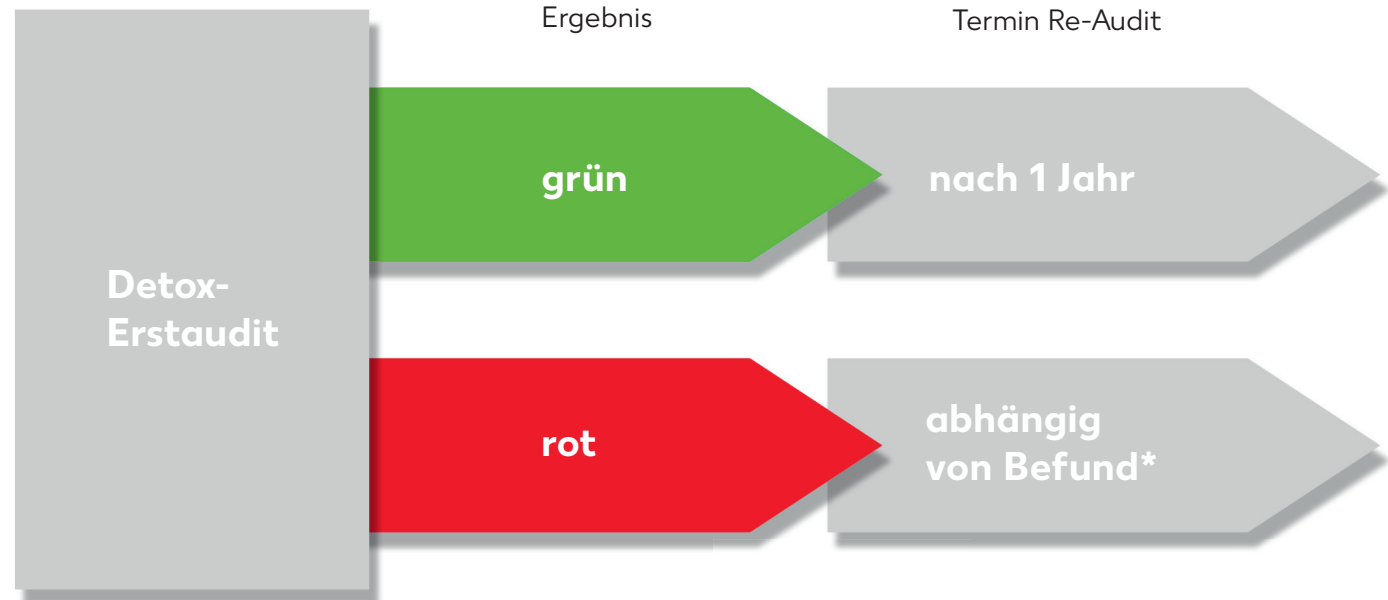 Ergebnis
Termin Re-Audit
Detox-
Erstaudit
grün
nach 1 Jahr
rot
abhängig
von Befund*